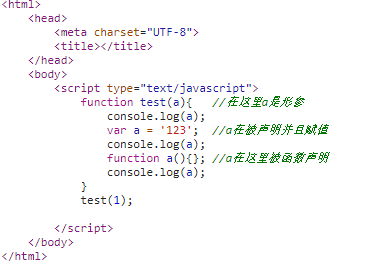 <html>
<head>
<meta charset="UTF-8">
<title></title>
</head>
<body>
<script type="text/javascript">
function test(a){ //在这里a是形参
console.log(a);
var a = '123'; //a在被声明并且赋值
console.log(a);
function a(){}; //a在这里被函数声明
console.log(a);
}
test(1);
</script>
</body>
</html>